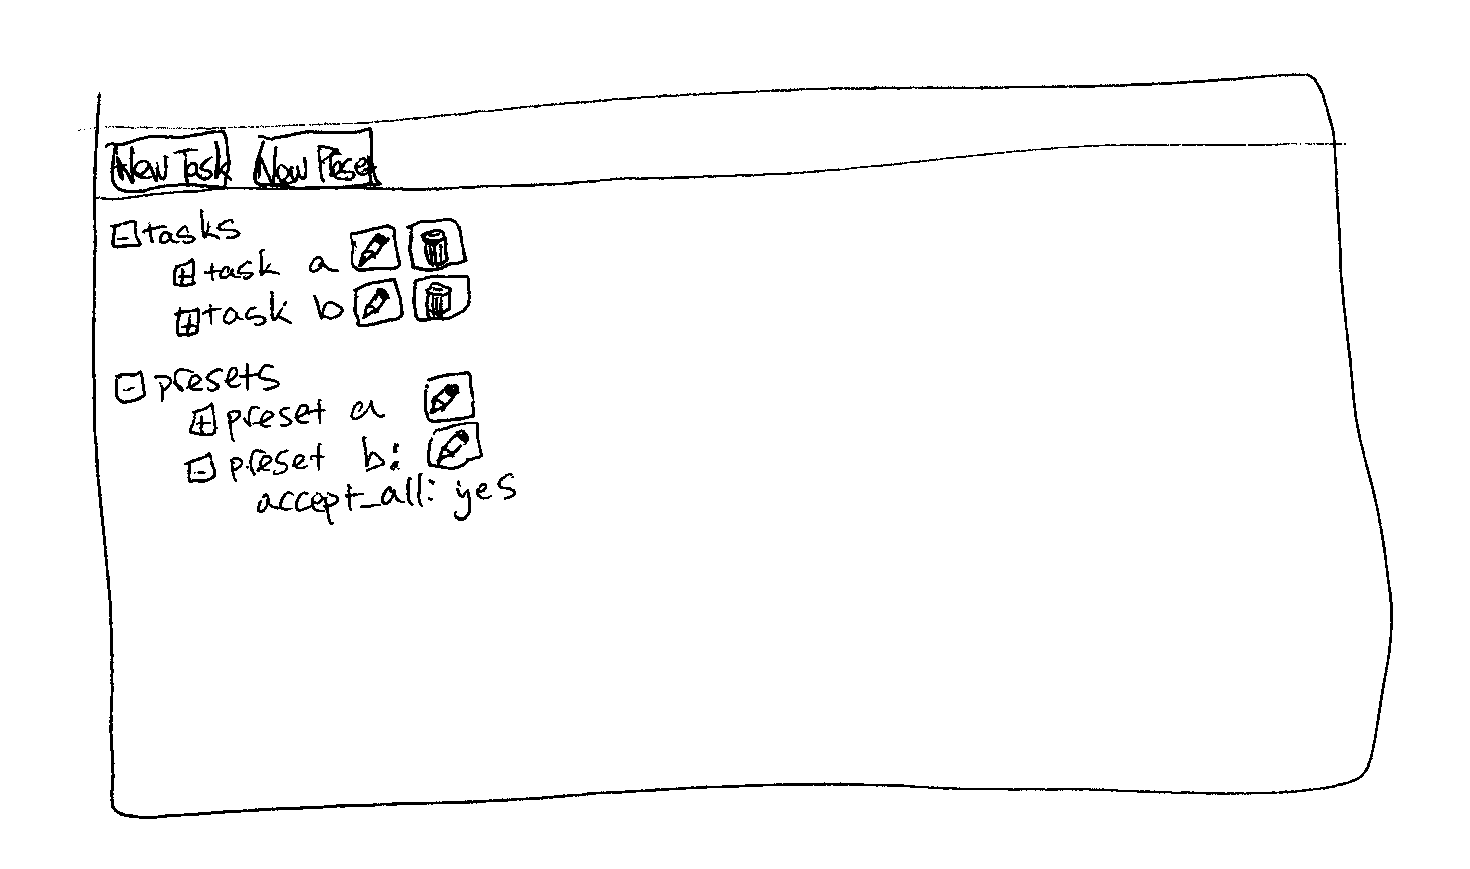 New Task New Preset
tasks
task a
task b
presets
preset a
preset b:
accept_all: yes